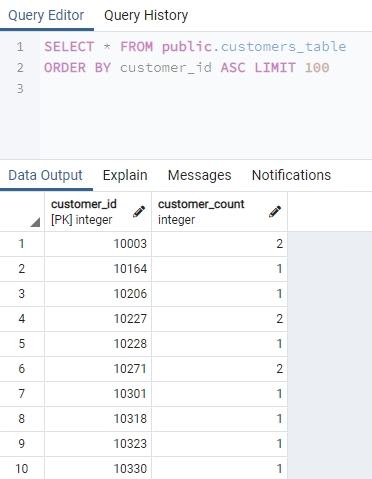 Query Editor Query History
1 SELECT * FROM public.customers_table
2 ORDER BY customer_id ASC LIMIT 100
3
Data Output Explain Messages Notifications
customer_id customer_count
[PK] integer integer
1 10003 2
2 10164 1
3 10206 1
4 10227 2
5 10228 1
6 10271 2
7 10301 1
8 10318 1
9 10323 1
10 10330 1